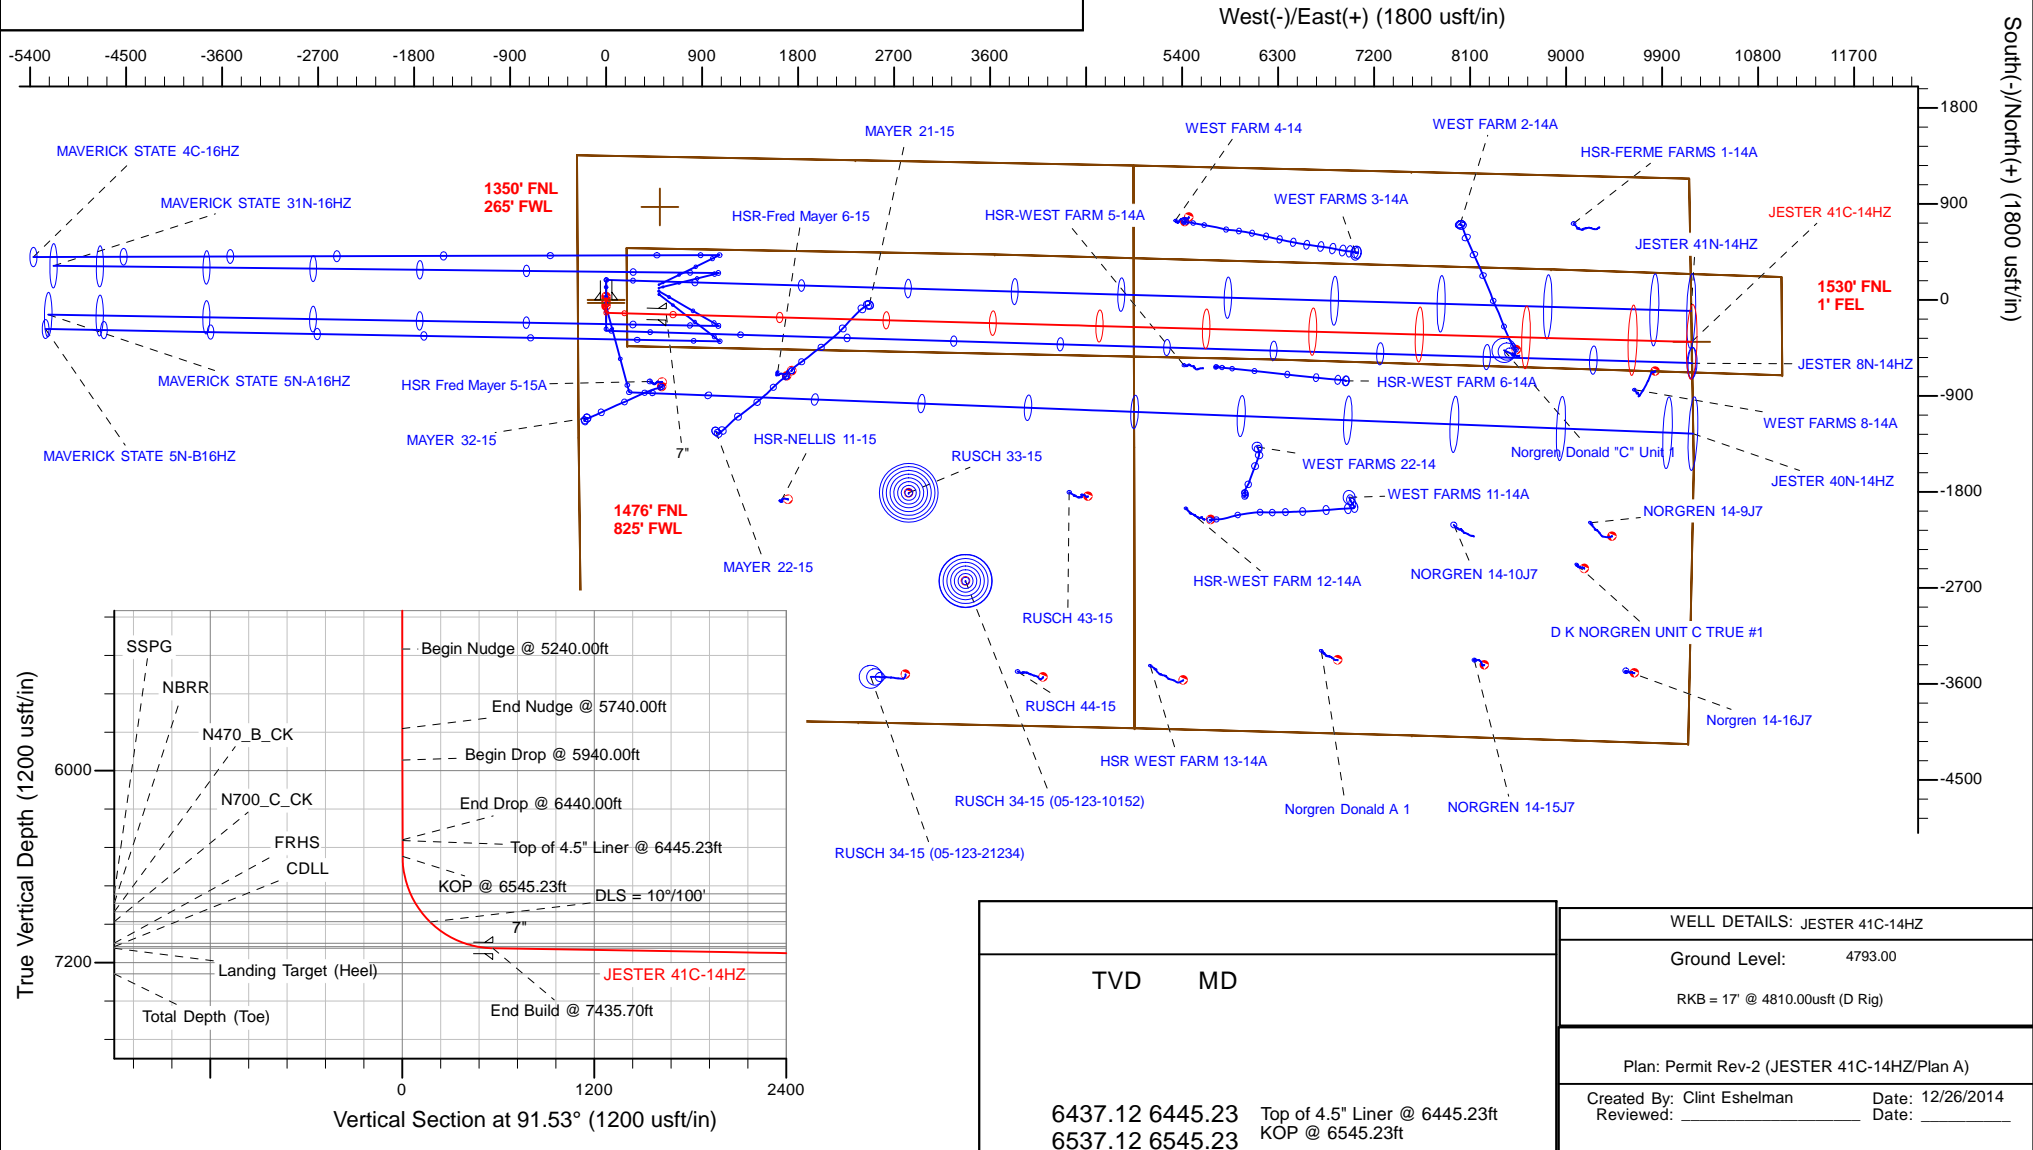 West(-)/East(+) (1800 usft/in)
-5400 -4500 -3600 -2700 -1800 -900 0 900 1800 2700 3600 5400 6300 7200 8100 9000 9900 10800 11700
South(-)/North(+) (1800 usft/in)
1800
900
0
-900
-1800
-2700
-3600
-4500
MAVERICK STATE 4C-16HZ
MAVERICK STATE 31N-16HZ
1350' FNL
265' FWL
HSR-Fred Mayer 6-15
MAYER 21-15
HSR-WEST FARM 5-14A
WEST FARM 4-14
WEST FARMS 3-14A
WEST FARM 2-14A
HSR-FERME FARMS 1-14A
JESTER 41C-14HZ
JESTER 41N-14HZ
1530' FNL
1' FEL
JESTER 8N-14HZ
MAVERICK STATE 5N-A16HZ
HSR Fred Mayer 5-15A
HSR-WEST FARM 6-14A
WEST FARMS 8-14A
MAYER 32-15
HSR-NELLIS 11-15
MAVERICK STATE 5N-B16HZ
7"
RUSCH 33-15
WEST FARMS 22-14
Norgren Donald "C" Unit 1
JESTER 40N-14HZ
WEST FARMS 11-14A
1476' FNL
825' FWL
NORGREN 14-9J7
MAYER 22-15
HSR-WEST FARM 12-14A
NORGREN 14-10J7
RUSCH 43-15
D K NORGREN UNIT C TRUE #1
RUSCH 44-15
Norgren 14-16J7
HSR WEST FARM 13-14A
RUSCH 34-15 (05-123-10152)
Norgren Donald A 1
NORGREN 14-15J7
RUSCH 34-15 (05-123-21234)
True Vertical Depth (1200 usft/in)
6000
7200
SSPG
NBRR
N470_B_CK
N700_C_CK
FRHS
CDLL
Landing Target (Heel)
Total Depth (Toe)
Begin Nudge @ 5240.00ft
End Nudge @ 5740.00ft
Begin Drop @ 5940.00ft
End Drop @ 6440.00ft
Top of 4.5" Liner @ 6445.23ft
KOP @ 6545.23ft
DLS = 10°/100'
7"
JESTER 41C-14HZ
End Build @ 7435.70ft
0 1200 2400
Vertical Section at 91.53° (1200 usft/in)
TVD MD
6437.12 6445.23 Top of 4.5" Liner @ 6445.23ft
6537.12 6545.23 KOP @ 6545.23ft
WELL DETAILS: JESTER 41C-14HZ
Ground Level: 4793.00
RKB = 17' @ 4810.00usft (D Rig)
Plan: Permit Rev-2 (JESTER 41C-14HZ/Plan A)
Created By: Clint Eshelman Date: 12/26/2014
Reviewed: __________________ Date: _________